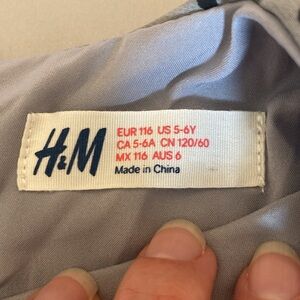 H&M
EUR 116 US 5-6Y
CA 5-6A CN 120/60
MX 116 AUS 6
Made in China